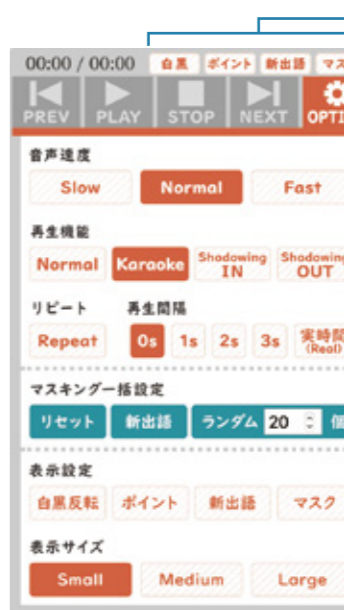 00:00 / 00:00 白黒 ポイント 新出語 マス
PREV PLAY STOP NEXT OPTI
音声速度
Slow Normal Fast
再生機能
Normal Karaoke Shadowing IN Shadowing OUT
リピート 再生間隔
Repeat 0s 1s 2s 3s 実時間 (Real)
マスキング一括設定
リセット 新出語 ランダム 20 個
表示設定
白黒反転 ポイント 新出語 マスク
表示サイズ
Small Medium Large